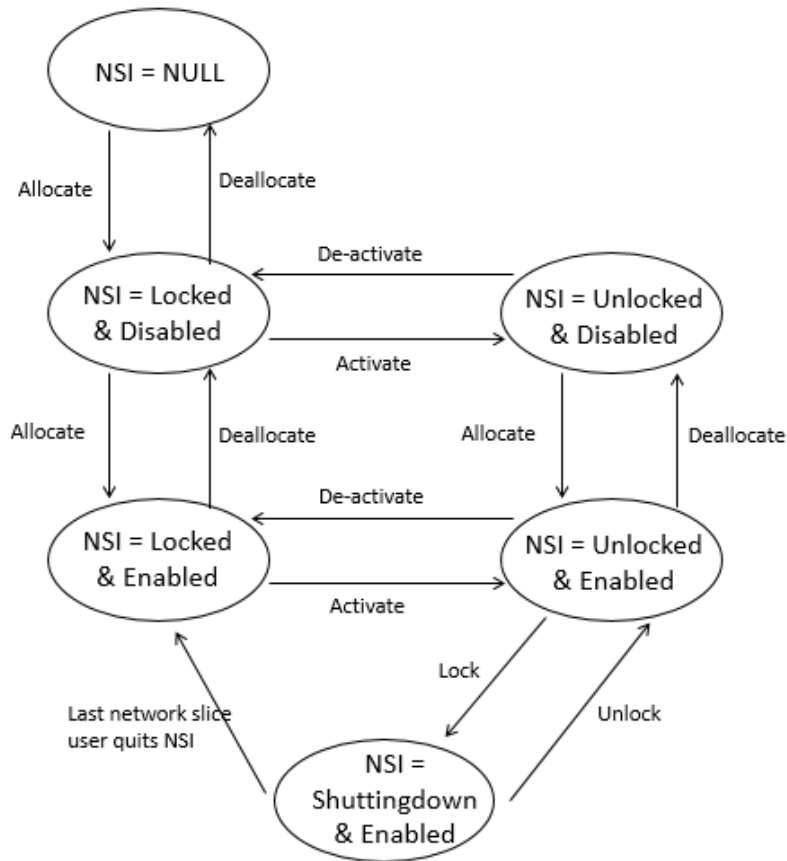 NSI = NULL
Allocate
Deallocate
De-activate
NSI = Locked
& Disabled
NSI = Unlocked
& Disabled
Activate
Allocate
Deallocate
Allocate
Deallocate
De-activate
NSI = Locked
& Enabled
NSI = Unlocked
& Enabled
Activate
Lock
Last network slice
user quits NSI
Unlock
NSI =
Shuttingdown
& Enabled